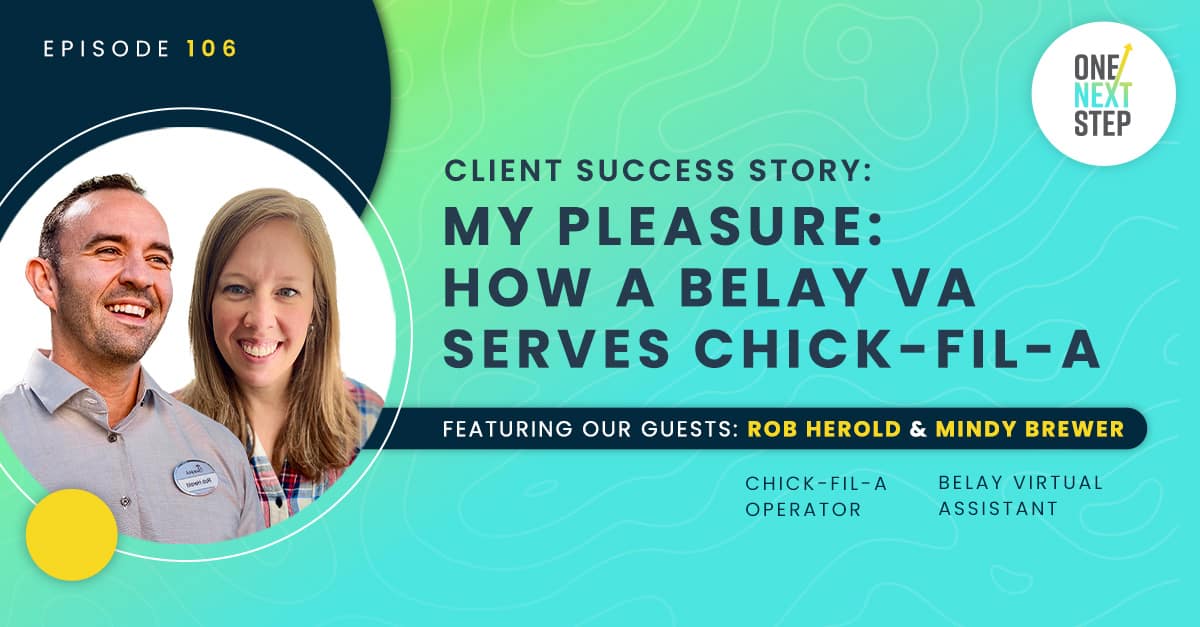 EPISODE 106
ONE
NEXT
STEP
CLIENT SUCCESS STORY:
MY PLEASURE:
HOW A BELAY VA
SERVES CHICK-FIL-A
FEATURING OUR GUESTS: ROB HEROLD & MINDY BREWER
CHICK-FIL-A
OPERATOR
BELAY VIRTUAL
ASSISTANT